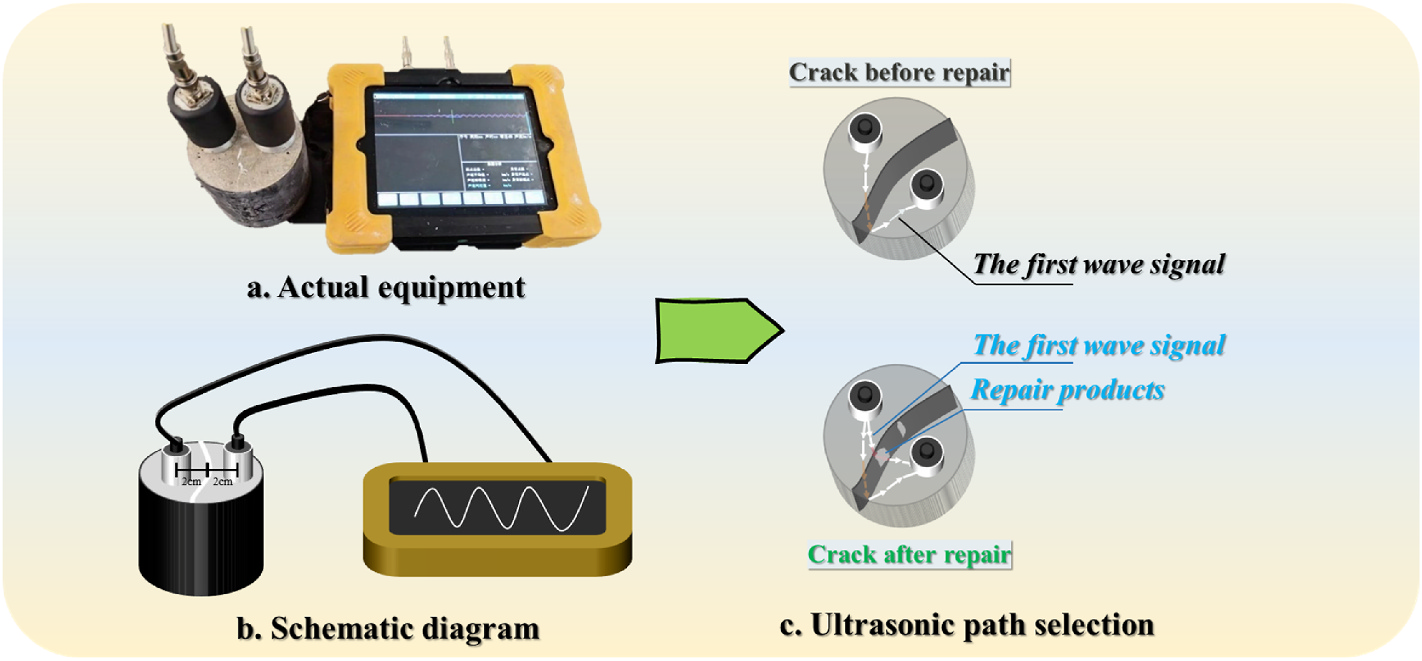 a. Actual equipment
2cm 2cm
b. Schematic diagram
Crack before repair
The first wave signal
The first wave signal
Repair products
Crack after repair
c. Ultrasonic path selection